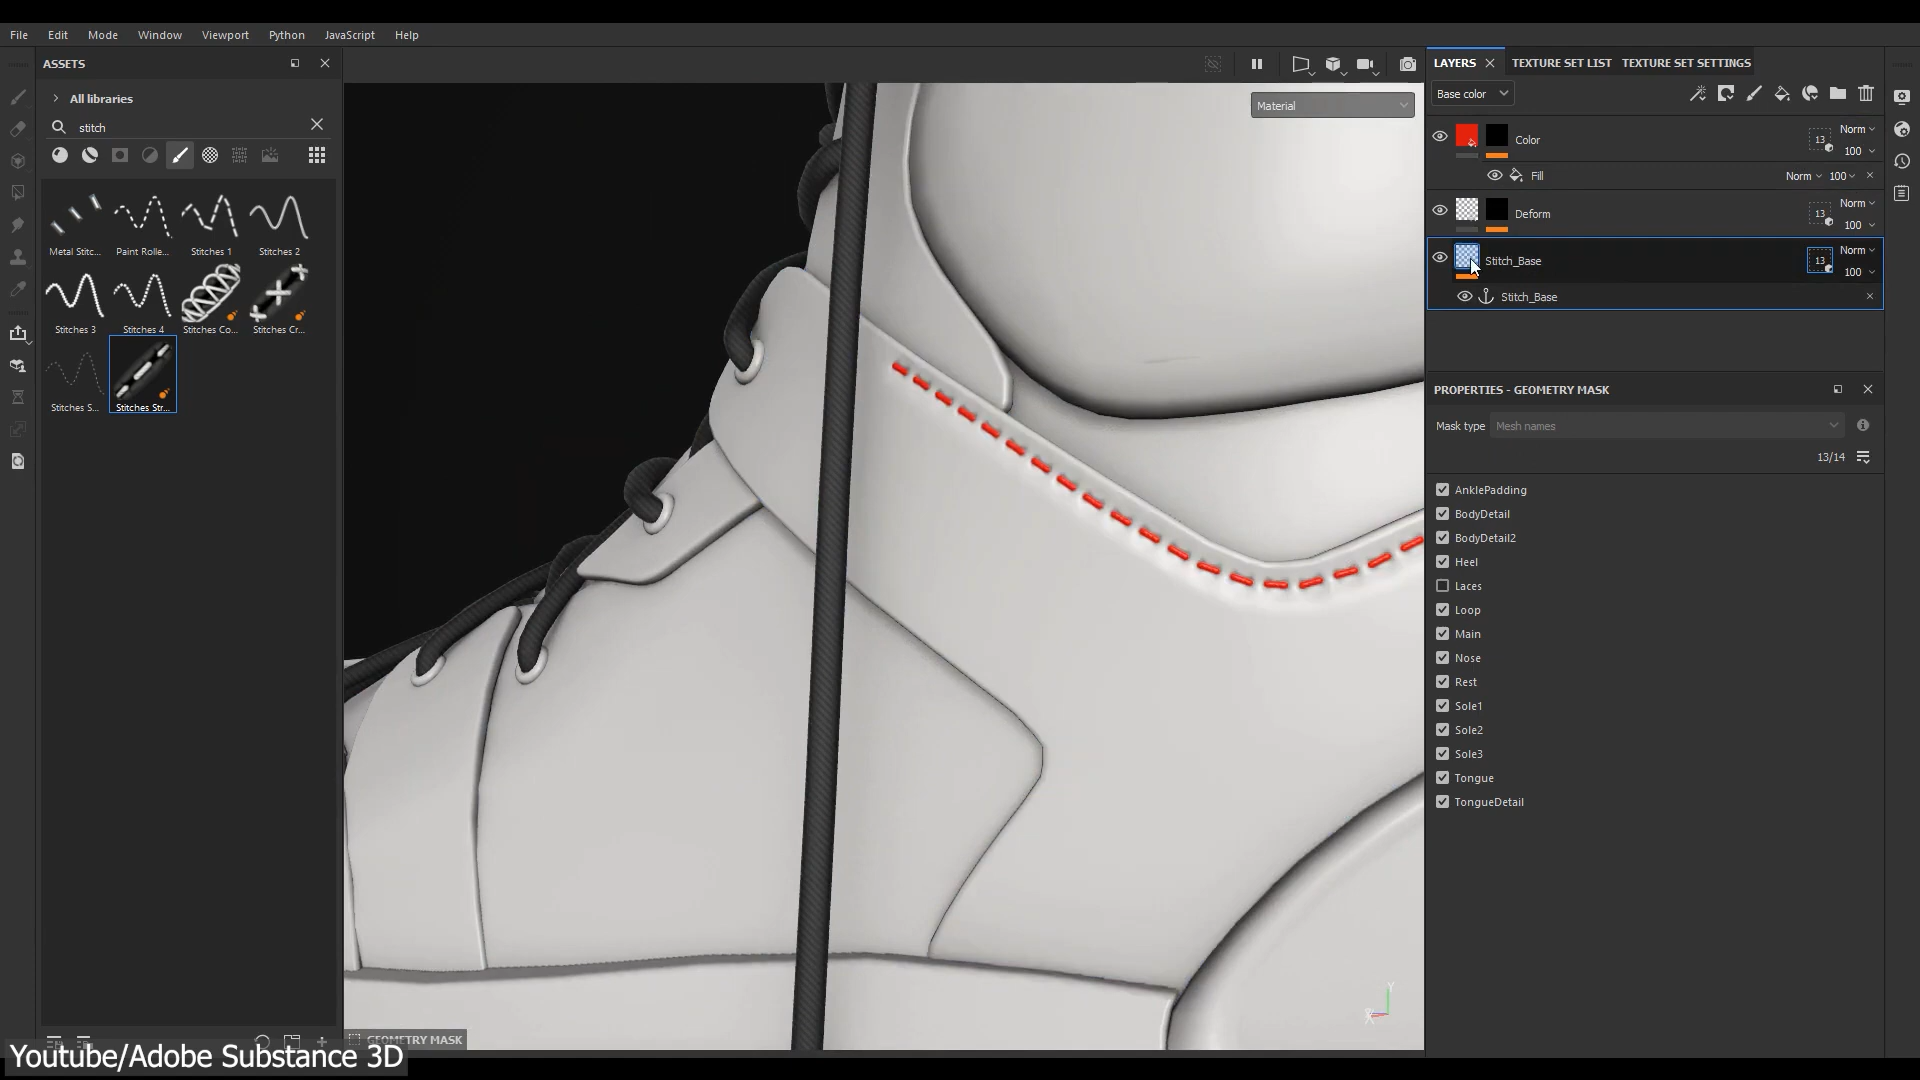 File Edit Mode Window Viewport Python JavaScript Help
ASSETS
All libraries
stitch
Metal Stitc... Paint Rolle... Stitches 1 Stitches 2
Stitches 3 Stitches 4 Stitches Co... Stitches Cr...
Stitches S... Stitches Str...
Material
GEOMETRY MASK
Y
X
Youtube/Adobe Substance 3D
LAYERS TEXTURE SET LIST TEXTURE SET SETTINGS
Base color
Color 13 Norm 100
Fill Norm 100
Deform 13 Norm 100
Stitch_Base 13 Norm 100
Stitch_Base
PROPERTIES - GEOMETRY MASK
Mask type Mesh names
13/14
AnklePadding
BodyDetail
BodyDetail2
Heel
Laces
Loop
Main
Nose
Rest
Sole1
Sole2
Sole3
Tongue
TongueDetail